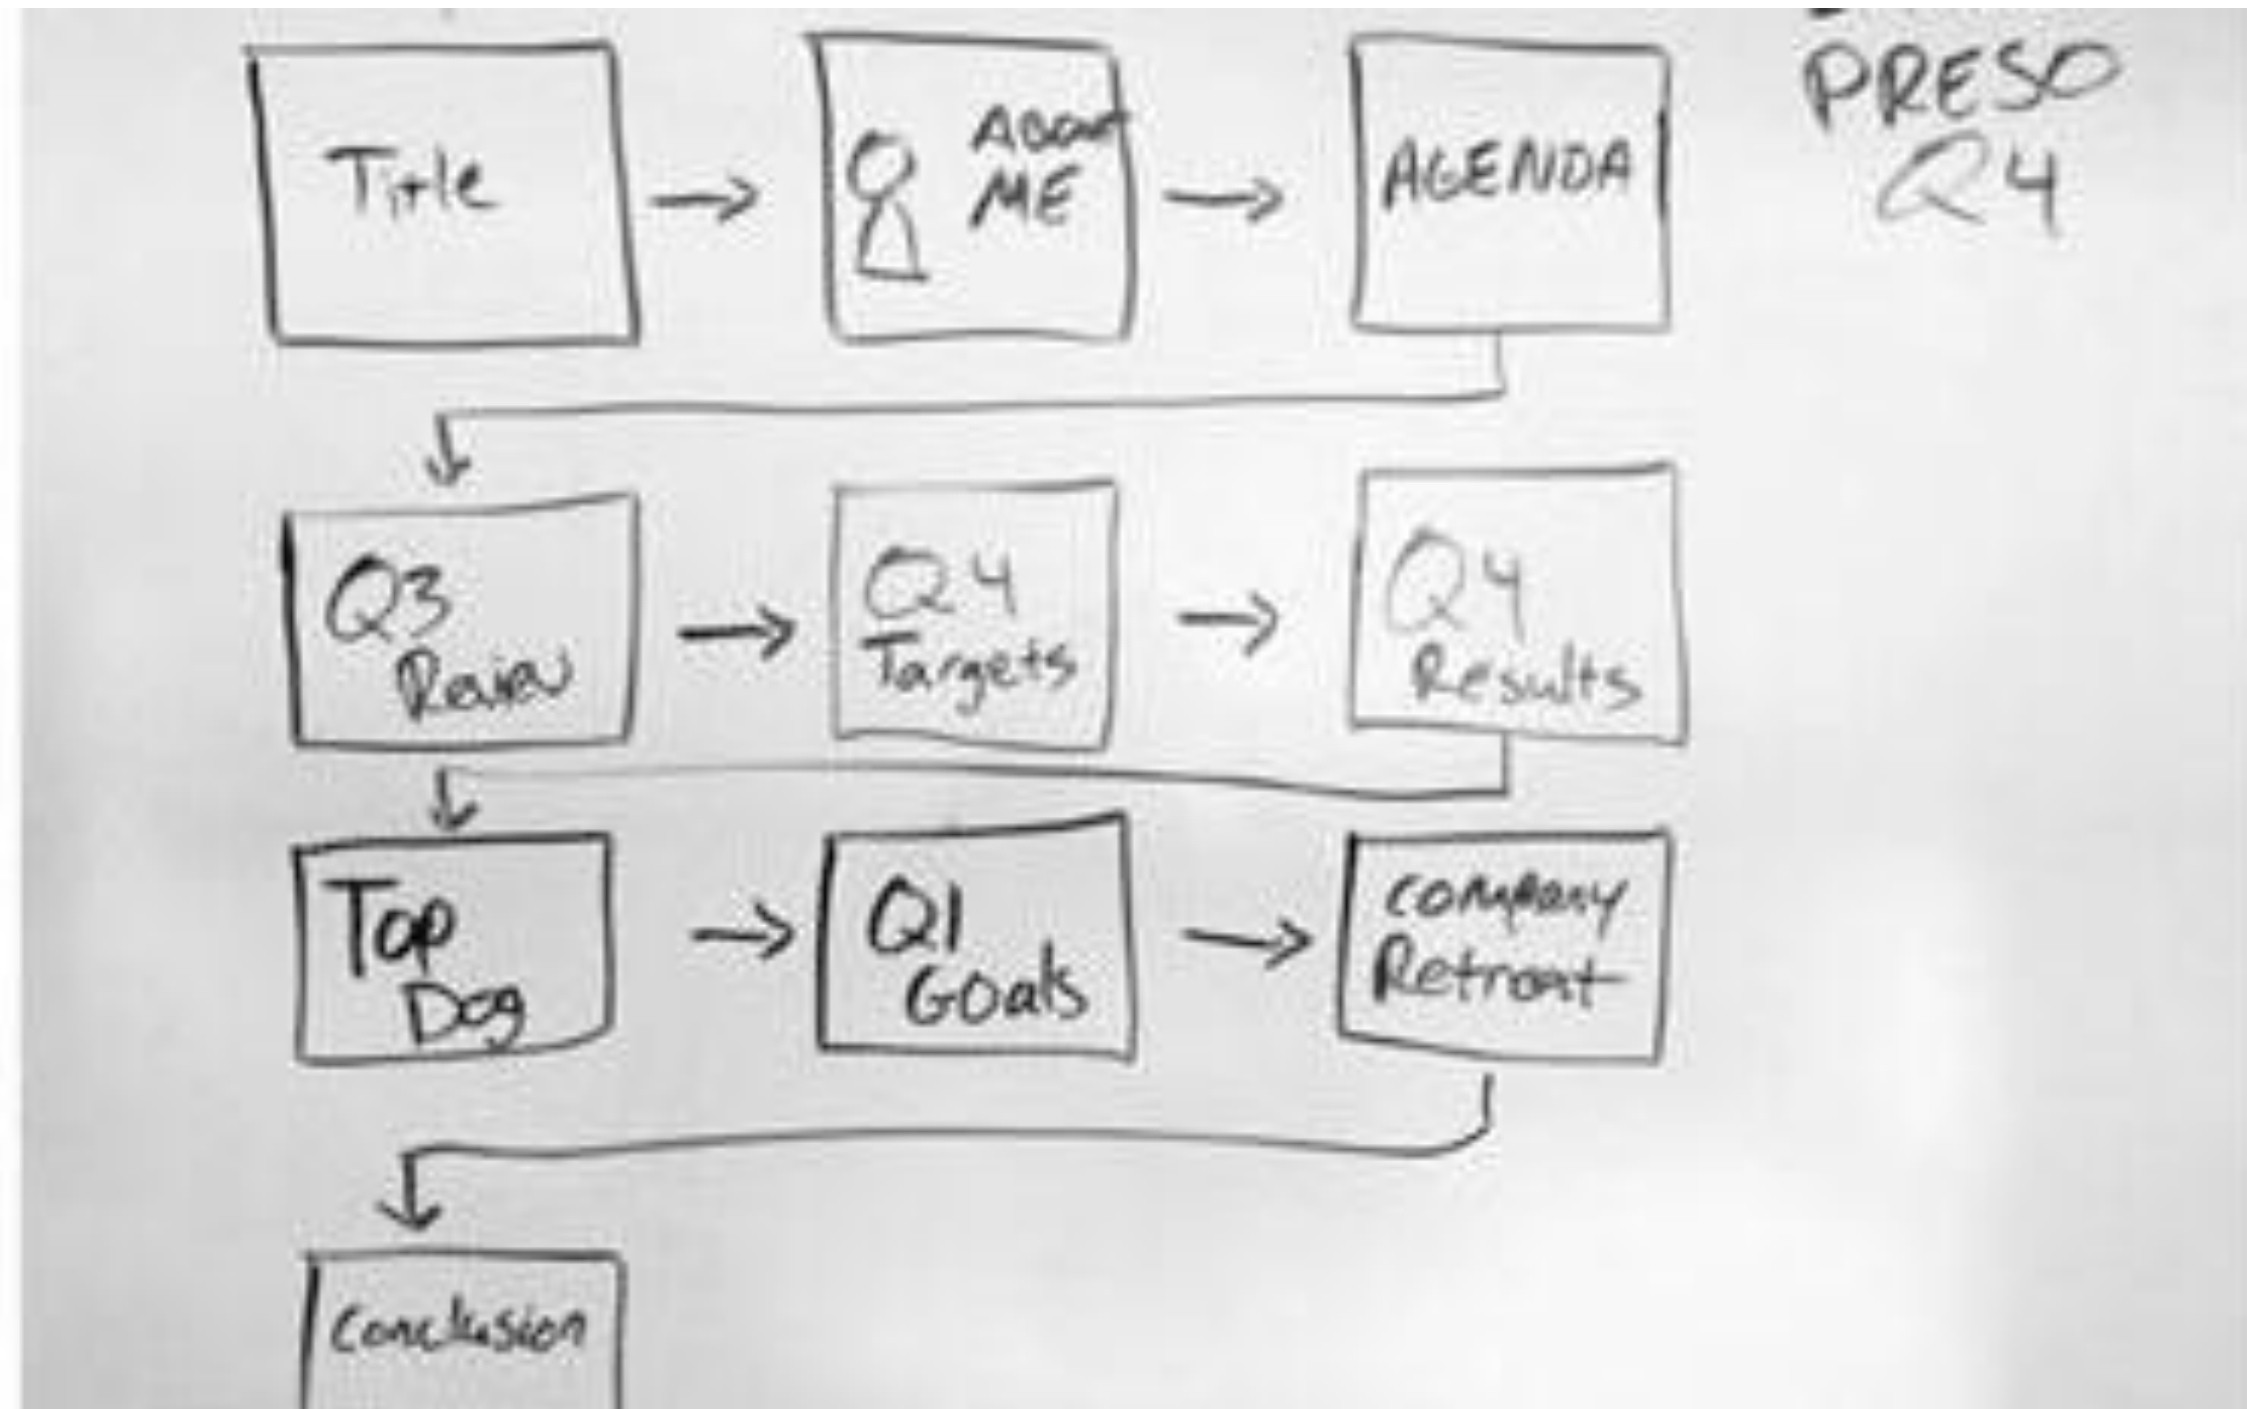 Title
ABOUT
ME
AGENDA
PRESO
Q4
Q3
Review
Q4
Targets
Q4
Results
Top
Dog
Q1
Goals
COMPANY
Retreat
Conclusion